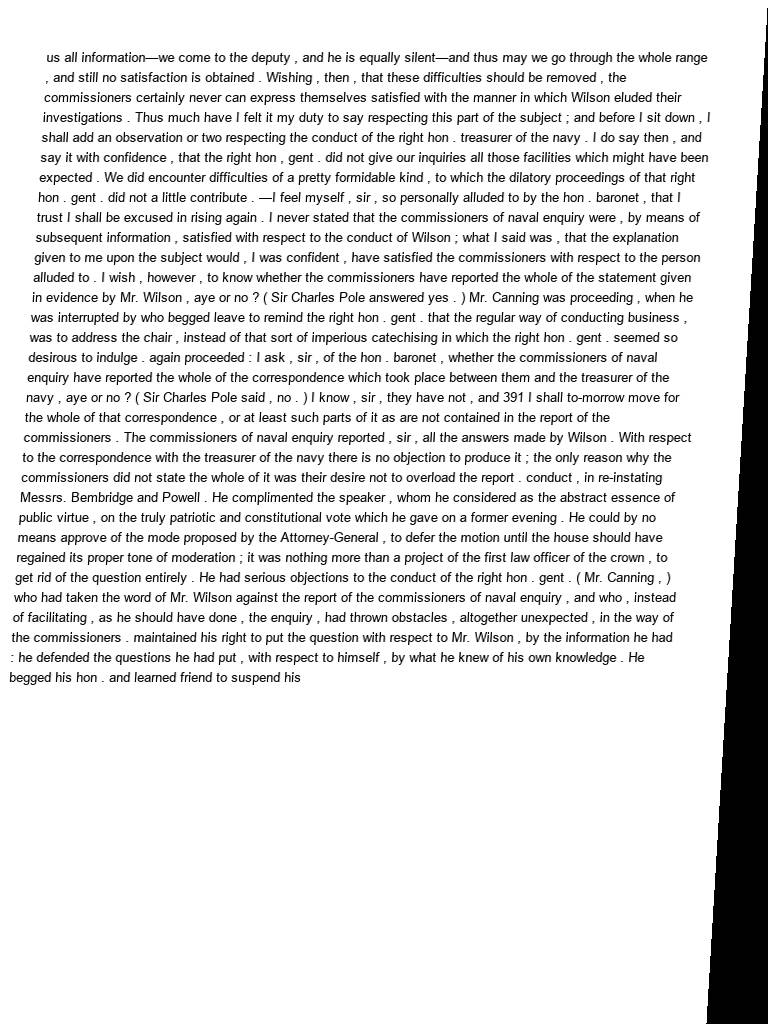 us all information—we come to the deputy , and he is equally silent—and thus may we go through the whole range
, and still no satisfaction is obtained . Wishing , then , that these difficulties should be removed , the
commissioners certainly never can express themselves satisfied with the manner in which Wilson eluded their
investigations . Thus much have I felt it my duty to say respecting this part of the subject ; and before I sit down , I
shall add an observation or two respecting the conduct of the right hon . treasurer of the navy . I do say then , and
say it with confidence , that the right hon , gent . did not give our inquiries all those facilities which might have been
expected . We did encounter difficulties of a pretty formidable kind , to which the dilatory proceedings of that right
hon . gent . did not a little contribute . —I feel myself , sir , so personally alluded to by the hon . baronet , that I
trust I shall be excused in rising again . I never stated that the commissioners of naval enquiry were , by means of
subsequent information , satisfied with respect to the conduct of Wilson ; what I said was , that the explanation
given to me upon the subject would , I was confident , have satisfied the commissioners with respect to the person
alluded to . I wish , however , to know whether the commissioners have reported the whole of the statement given
in evidence by Mr. Wilson , aye or no ? ( Sir Charles Pole answered yes . ) Mr. Canning was proceeding , when he
was interrupted by who begged leave to remind the right hon . gent . that the regular way of conducting business ,
was to address the chair , instead of that sort of imperious catechising in which the right hon . gent . seemed so
desirous to indulge . again proceeded : I ask , sir , of the hon . baronet , whether the commissioners of naval
enquiry have reported the whole of the correspondence which took place between them and the treasurer of the
navy , aye or no ? ( Sir Charles Pole said , no . ) I know , sir , they have not , and 391 I shall to-morrow move for
the whole of that correspondence , or at least such parts of it as are not contained in the report of the
commissioners . The commissioners of naval enquiry reported , sir , all the answers made by Wilson . With respect
to the correspondence with the treasurer of the navy there is no objection to produce it ; the only reason why the
commissioners did not state the whole of it was their desire not to overload the report . conduct , in re-instating
Messrs. Bembridge and Powell . He complimented the speaker , whom he considered as the abstract essence of
public virtue , on the truly patriotic and constitutional vote which he gave on a former evening . He could by no
means approve of the mode proposed by the Attorney-General , to defer the motion until the house should have
regained its proper tone of moderation ; it was nothing more than a project of the first law officer of the crown , to
get rid of the question entirely . He had serious objections to the conduct of the right hon . gent . ( Mr. Canning , )
who had taken the word of Mr. Wilson against the report of the commissioners of naval enquiry , and who , instead
of facilitating , as he should have done , the enquiry , had thrown obstacles , altogether unexpected , in the way of
the commissioners . maintained his right to put the question with respect to Mr. Wilson , by the information he had
: he defended the questions he had put , with respect to himself , by what he knew of his own knowledge . He
begged his hon . and learned friend to suspend his